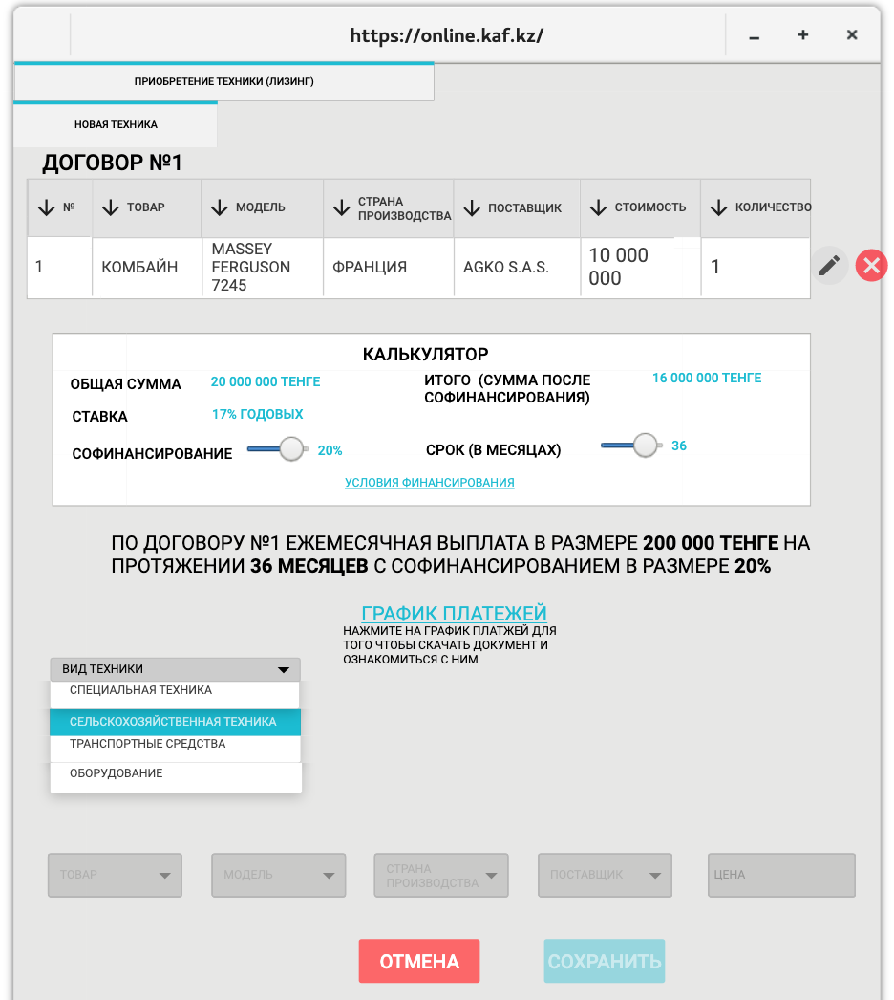 https://online.kaf.kz/
ПРИОБРЕТЕНИЕ ТЕХНИКИ (ЛИЗИНГ)
НОВАЯ ТЕХНИКА
ДОГОВОР №1
№
ТОВАР
МОДЕЛЬ
СТРАНА
ПРОИЗВОДСТВА
ПОСТАВЩИК
СТОИМОСТЬ
КОЛИЧЕСТВО
1
КОМБАЙН
MASSEY
FERGUSON
7245
ФРАНЦИЯ
AGKO S.A.S.
10 000
000
1
КАЛЬКУЛЯТОР
ОБЩАЯ СУММА
20 000 000 ТЕНГЕ
ИТОГО (СУММА ПОСЛЕ
СОФИНАНСИРОВАНИЯ)
16 000 000 ТЕНГЕ
СТАВКА
17% ГОДОВЫХ
СОФИНАНСИРОВАНИЕ
20%
СРОК (В МЕСЯЦАХ)
36
УСЛОВИЯ ФИНАНСИРОВАНИЯ
ПО ДОГОВОРУ №1 ЕЖЕМЕСЯЧНАЯ ВЫПЛАТА В РАЗМЕРЕ 200 000 ТЕНГЕ НА
ПРОТЯЖЕНИИ 36 МЕСЯЦЕВ С СОФИНАНСИРОВАНИЕМ В РАЗМЕРЕ 20%
ГРАФИК ПЛАТЕЖЕЙ
НАЖМИТЕ НА ГРАФИК ПЛАТЖЕЙ ДЛЯ
ТОГО ЧТОБЫ СКАЧАТЬ ДОКУМЕНТ И
ОЗНАКОМИТЬСЯ С НИМ
ВИД ТЕХНИКИ
СПЕЦИАЛЬНАЯ ТЕХНИКА
СЕЛЬСКОХОЗЯЙСТВЕННАЯ ТЕХНИКА
ТРАНСПОРТНЫЕ СРЕДСТВА
ОБОРУДОВАНИЕ
ТОВАР
МОДЕЛЬ
СТРАНА
ПРОИЗВОДСТВА
ПОСТАВЩИК
ЦЕНА
ОТМЕНА
СОХРАНИТЬ